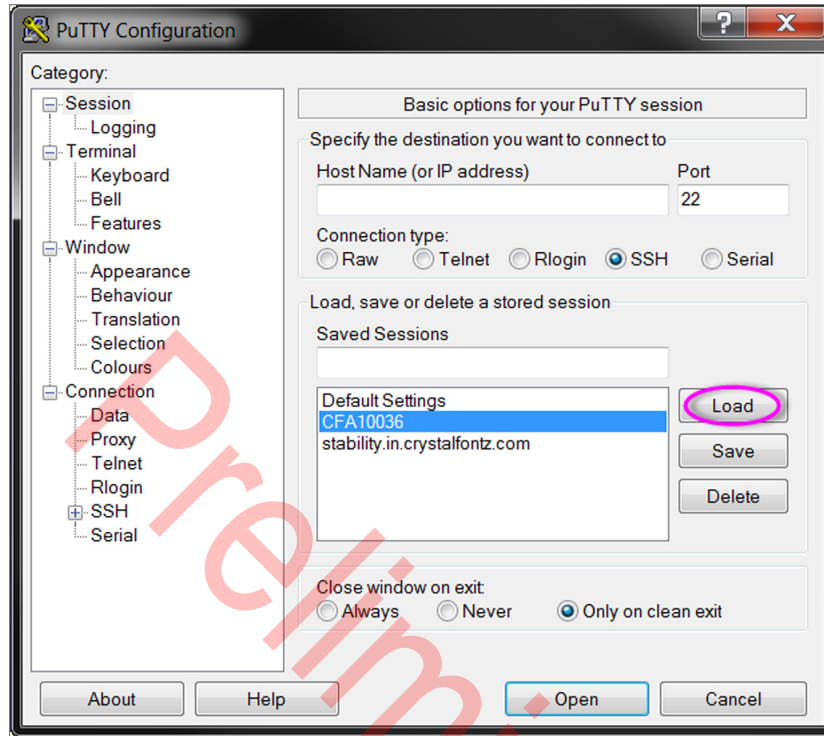 PuTTY Configuration
?
X
Category:
Session
Logging
Terminal
Keyboard
Bell
Features
Window
Appearance
Behaviour
Translation
Selection
Colours
Connection
Data
Proxy
Telnet
Rlogin
SSH
Serial
Basic options for your PuTTY session
Specify the destination you want to connect to
Host Name (or IP address) Port
22
Connection type:
Raw Telnet Rlogin SSH Serial
Load, save or delete a stored session
Saved Sessions
Default Settings
CFA10036
stability.in.crystalfontz.com
Load
Save
Delete
Close window on exit:
Always Never Only on clean exit
About Help Open Cancel
Prelimi